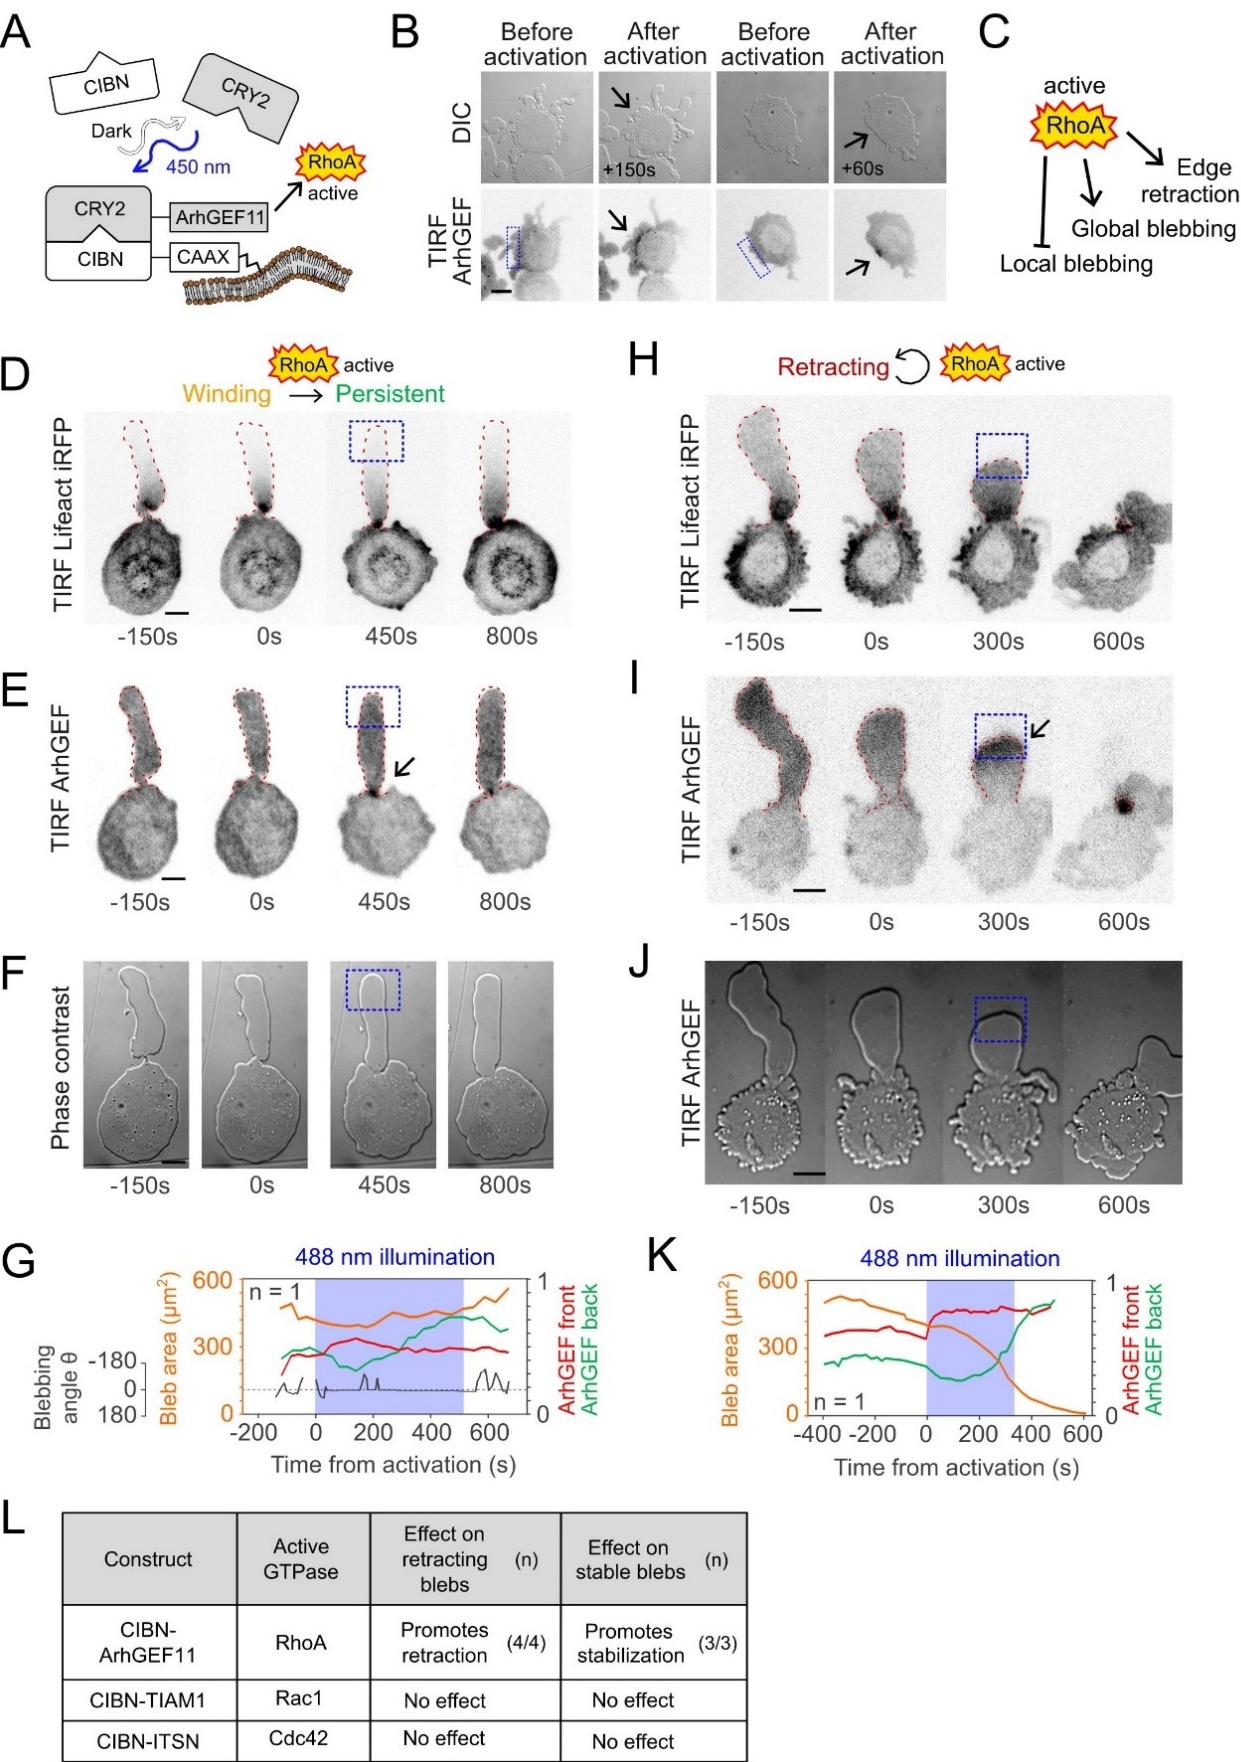 A
CIBN
CRY2
Dark
450 nm
RhoA
active
CRY2
ArhGEF11
CIBN
CAAX
B
Before activation
After activation
Before activation
After activation
DIC
+150s
+60s
TIRF ArhGEF
C
active
RhoA
Edge retraction
Global blebbing
Local blebbing
D
RhoA active
Winding → Persistent
TIRF Lifeact iRFP
-150s 0s 450s 800s
E
TIRF ArhGEF
-150s 0s 450s 800s
F
Phase contrast
-150s 0s 450s 800s
G
488 nm illumination
n = 1
Bleb area (µm²)
600
300
0
Blebbing angle θ
-180
0
180
1
0
ArhGEF front
ArhGEF back
-200 0 200 400 600
Time from activation (s)
H
Retracting RhoA active
TIRF Lifeact iRFP
-150s 0s 300s 600s
I
TIRF ArhGEF
-150s 0s 300s 600s
J
TIRF ArhGEF
-150s 0s 300s 600s
K
488 nm illumination
n = 1
Bleb area (µm²)
600
300
0
1
0
ArhGEF front
ArhGEF back
-400 -200 0 200 400 600
Time from activation (s)
L
Construct
Active GTPase
Effect on retracting blebs (n)
Effect on stable blebs (n)
CIBN-ArhGEF11
RhoA
Promotes retraction (4/4)
Promotes stabilization (3/3)
CIBN-TIAM1
Rac1
No effect
No effect
CIBN-ITSN
Cdc42
No effect
No effect